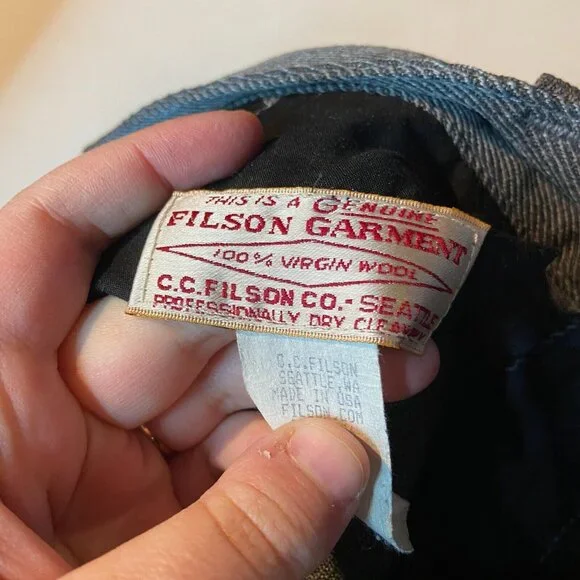 THIS IS A GENUINE
FILSON GARMENT
100% VIRGIN WOOL
C.C.FILSON CO.-SEATTLE
PROFESSIONALLY DRY CLEAN
C.C.FILSON
SEATTLE,WA
MADE IN USA
FILSON.COM